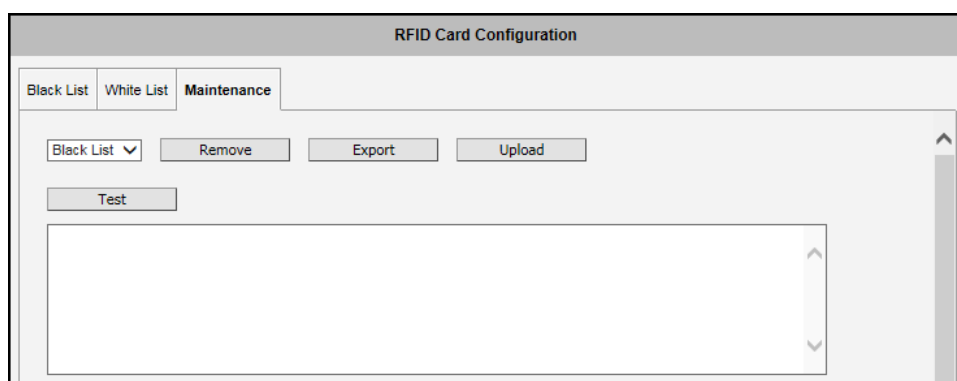 RFID Card Configuration
Black List White List Maintenance
Black List Remove Export Upload
Test